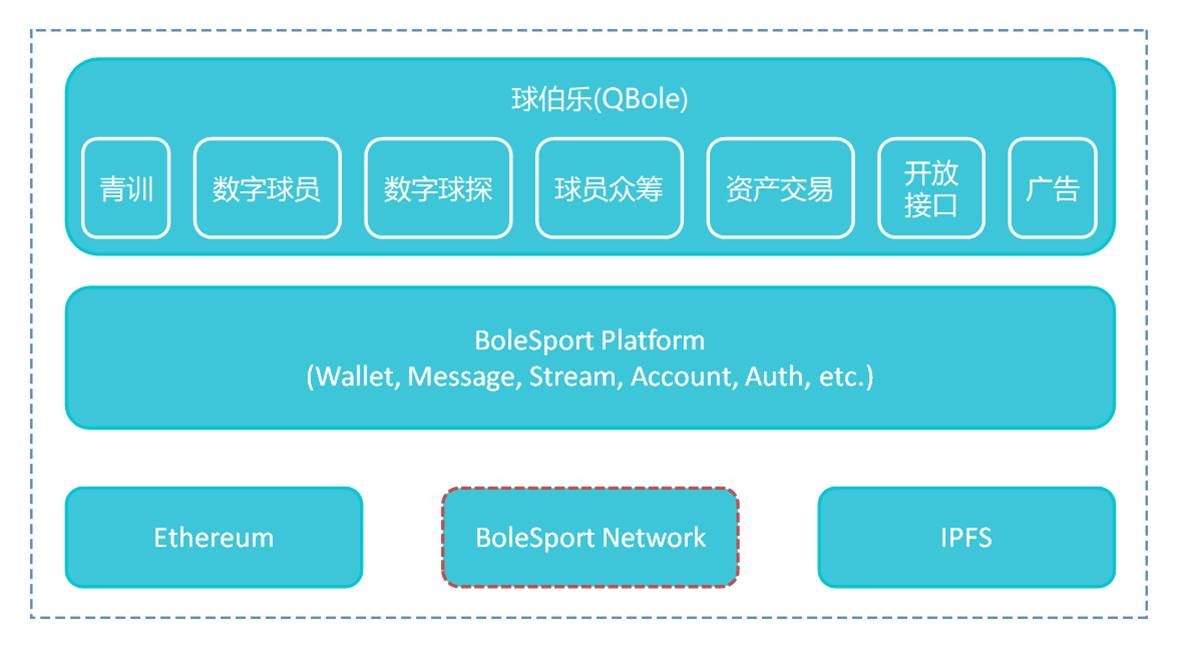 球伯乐(QBole)
青训
数字球员
数字球探
球员众筹
资产交易
开放
接口
广告
BoleSport Platform
(Wallet, Message, Stream, Account, Auth, etc.)
Ethereum
BoleSport Network
IPFS